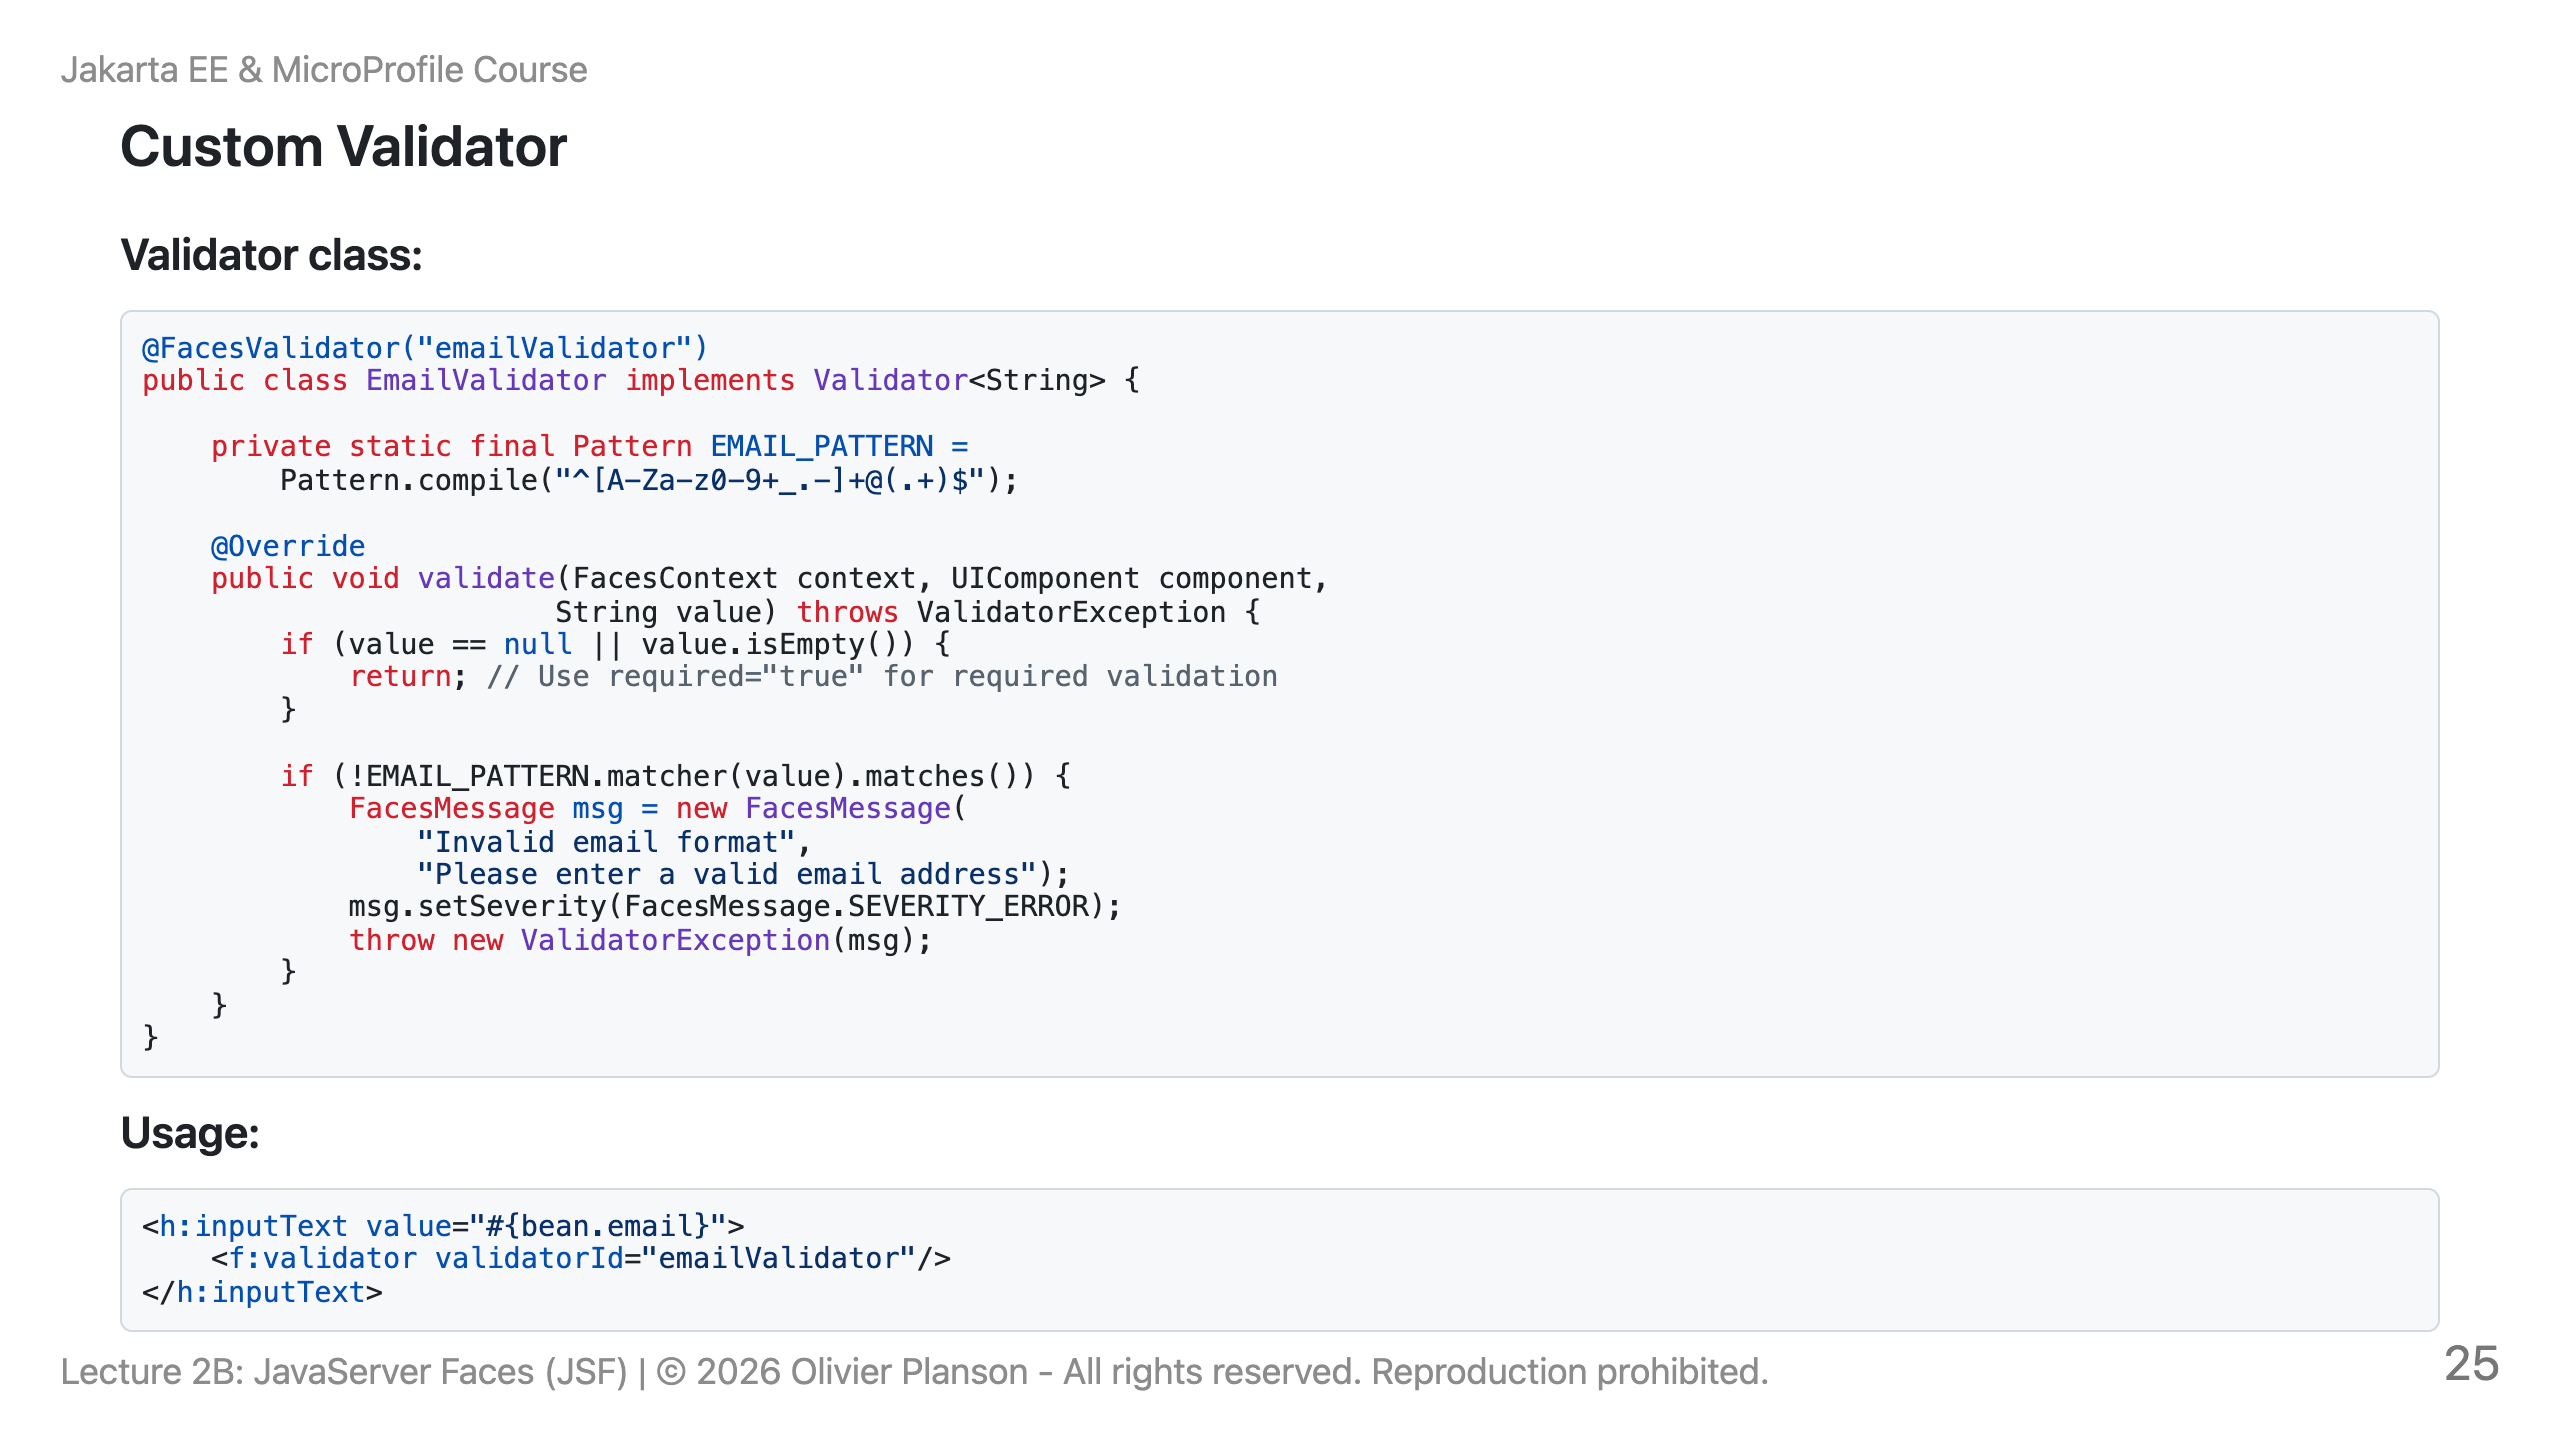 Jakarta EE & MicroProfile Course
Custom Validator
Validator class:
@FacesValidator("emailValidator")
public class EmailValidator implements Validator<String> {
    private static final Pattern EMAIL_PATTERN =
        Pattern.compile("^[A-Za-z0-9+_.-]+@(.+)$");
    @Override
    public void validate(FacesContext context, UIComponent component,
                        String value) throws ValidatorException {
        if (value == null || value.isEmpty()) {
            return; // Use required="true" for required validation
        }
        if (!EMAIL_PATTERN.matcher(value).matches()) {
            FacesMessage msg = new FacesMessage(
                "Invalid email format",
                "Please enter a valid email address");
            msg.setSeverity(FacesMessage.SEVERITY_ERROR);
            throw new ValidatorException(msg);
        }
    }
}
Usage:
<h:inputText value="#{bean.email}">
    <f:validator validatorId="emailValidator"/>
</h:inputText>
Lecture 2B: JavaServer Faces (JSF) | © 2026 Olivier Planson - All rights reserved. Reproduction prohibited.
25